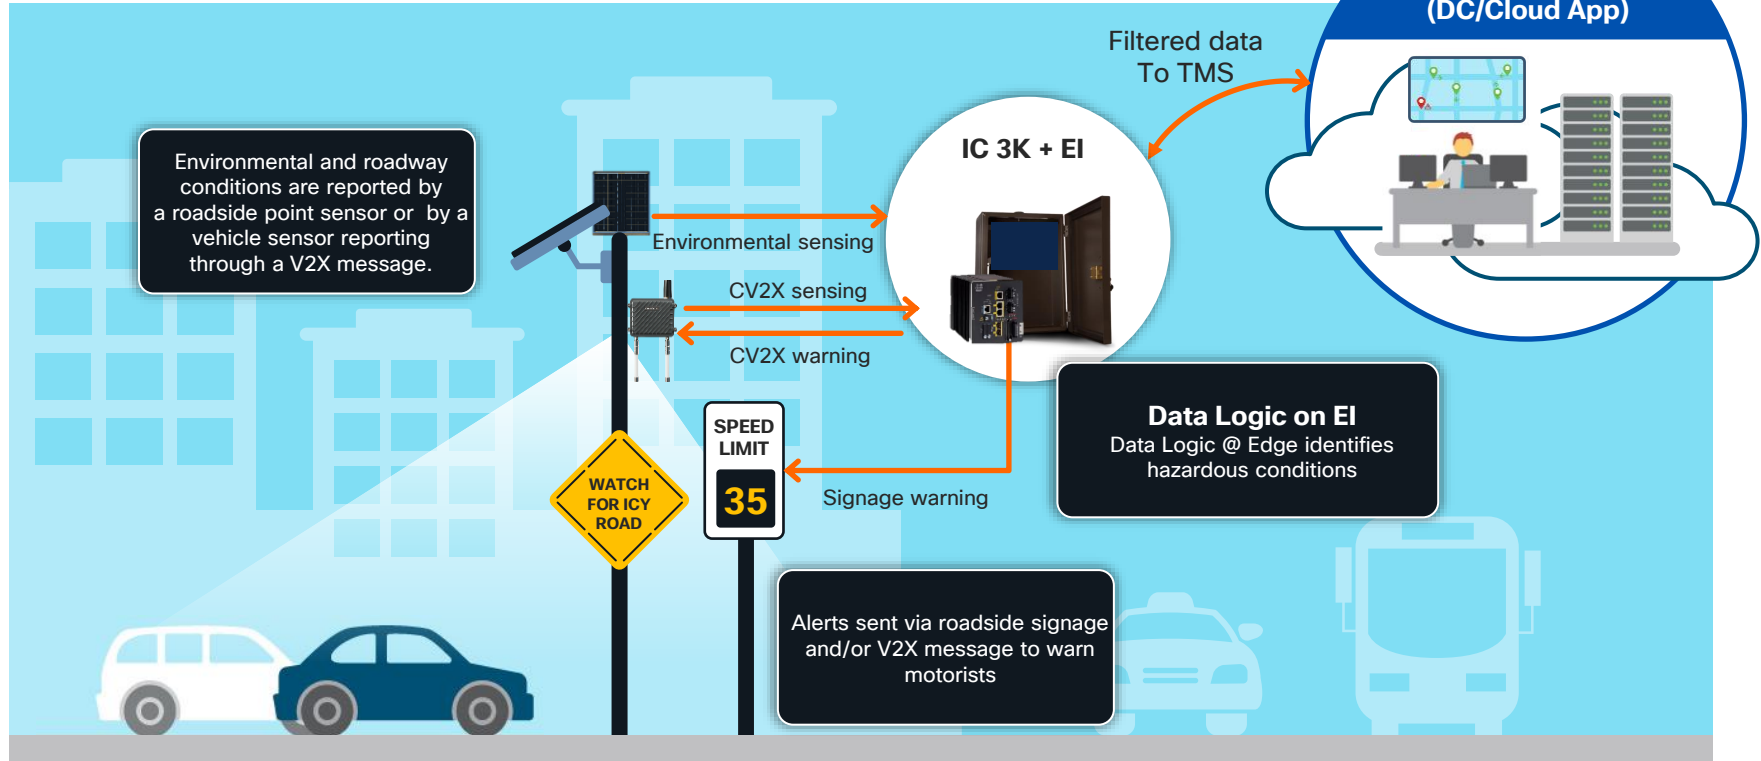 (DC/Cloud App)
Filtered data
To TMS
IC 3K + EI
Environmental and roadway
conditions are reported by
a roadside point sensor or by a
vehicle sensor reporting
through a V2X message.
Environmental sensing
CV2X sensing
CV2X warning
Data Logic on EI
Data Logic @ Edge identifies
hazardous conditions
SPEED
LIMIT
35
WATCH
FOR ICY
ROAD
Signage warning
Alerts sent via roadside signage
and/or V2X message to warn
motorists